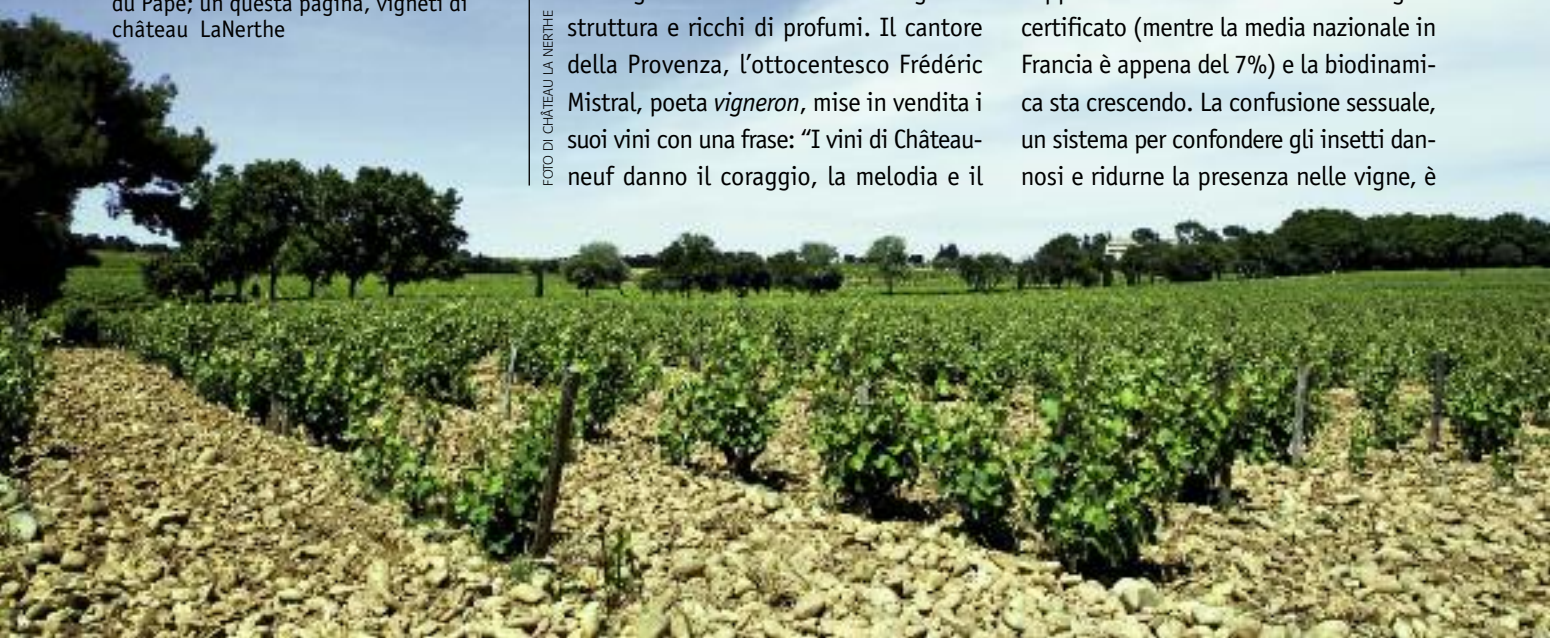 du Pape; un questa pagina, vigneti di
château LaNerthe
FOTO DI CHÂTEAU LA NERTHE
struttura e ricchi di profumi. Il cantore
della Provenza, l'ottocentesco Frédéric
Mistral, poeta vigneron, mise in vendita i
suoi vini con una frase: “I vini di Château-
neuf danno il coraggio, la melodia e il
certificato (mentre la media nazionale in
Francia è appena del 7%) e la biodinami-
ca sta crescendo. La confusione sessuale,
un sistema per confondere gli insetti dan-
nosi e ridurne la presenza nelle vigne, è